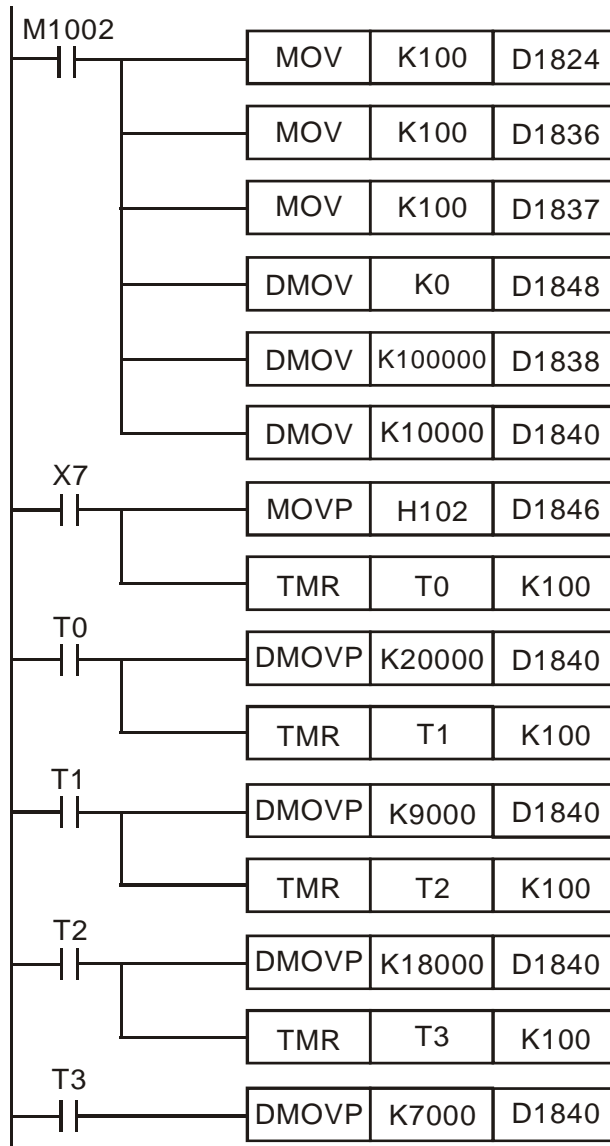 M1002
MOV K100 D1824
MOV K100 D1836
MOV K100 D1837
DMOV K0 D1848
DMOV K100000 D1838
DMOV K10000 D1840
X7
MOVP H102 D1846
TMR T0 K100
T0
DMOVP K20000 D1840
TMR T1 K100
T1
DMOVP K9000 D1840
TMR T2 K100
T2
DMOVP K18000 D1840
TMR T3 K100
T3
DMOVP K7000 D1840